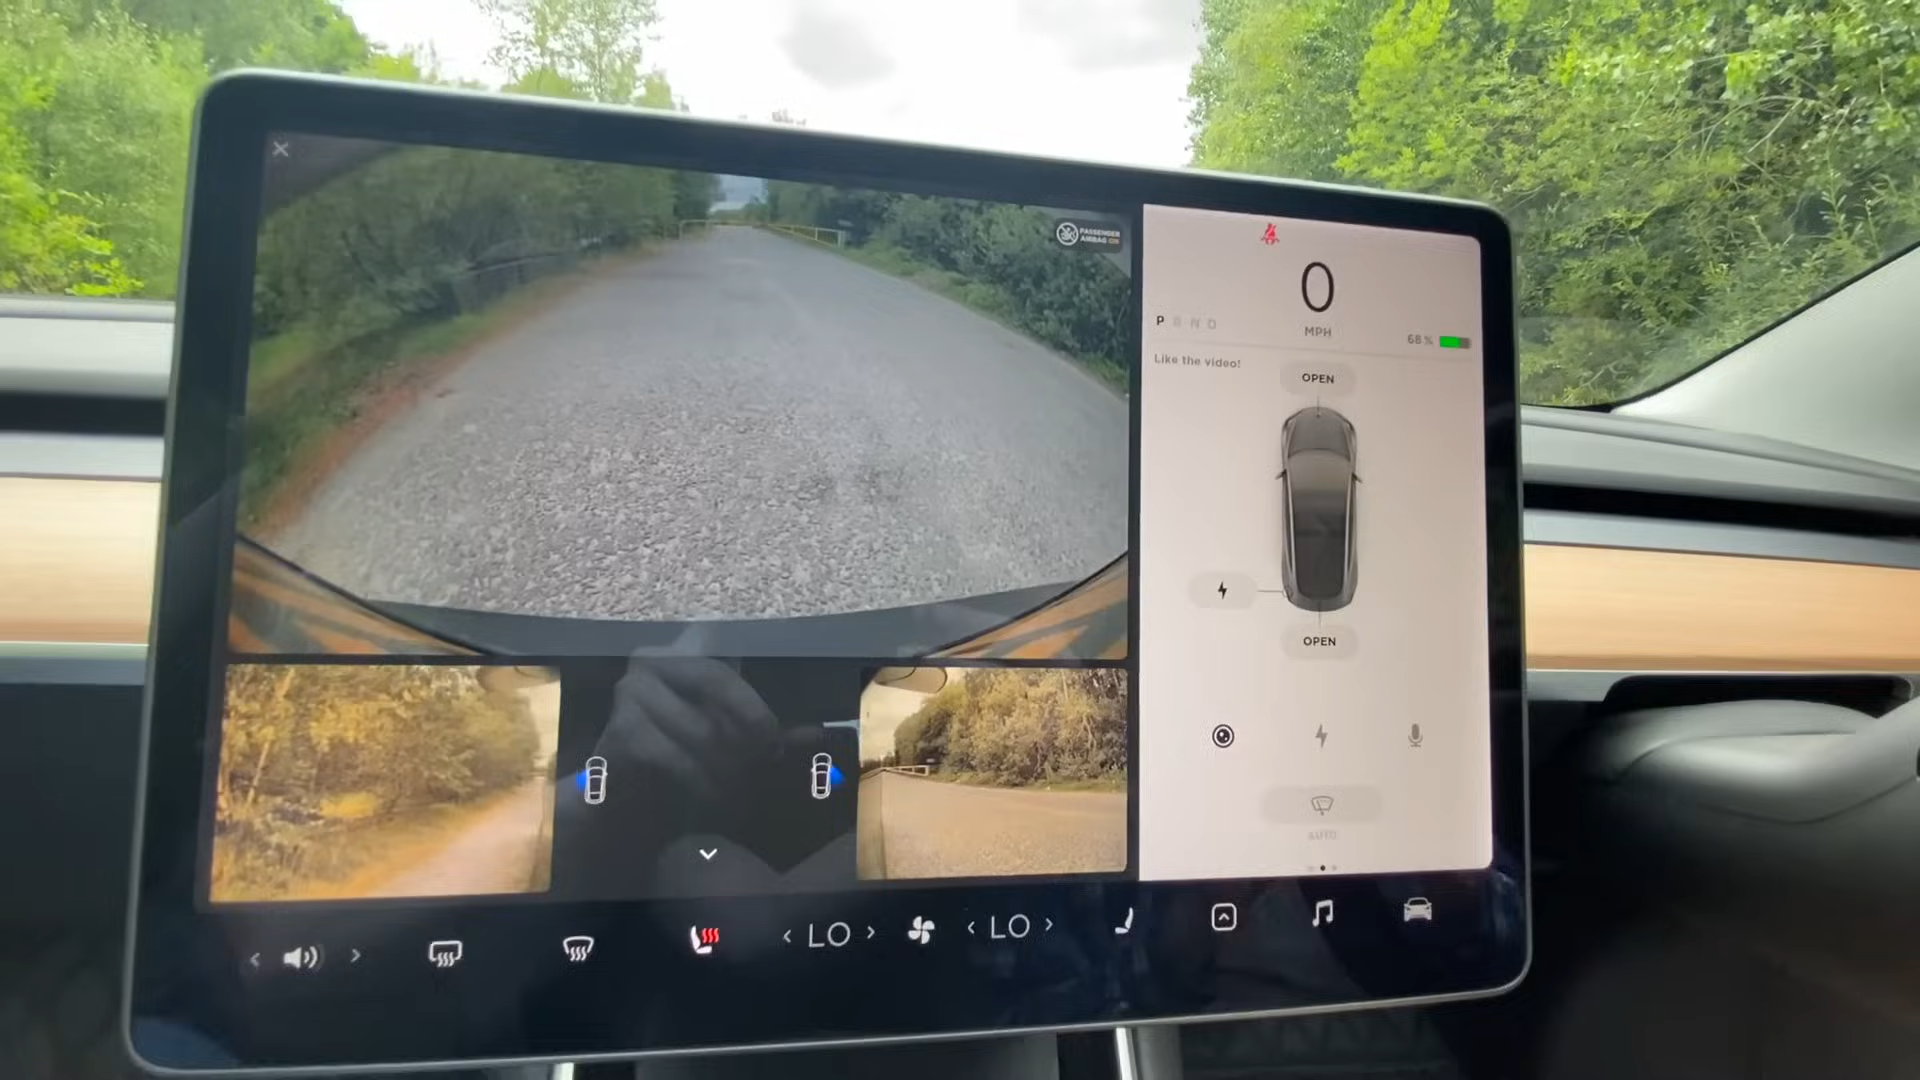 PASSENGER
AIRBAG ON
0
MPH
P R N D
68 %
Like the video!
OPEN
OPEN
AUTO
< LO >
< LO >